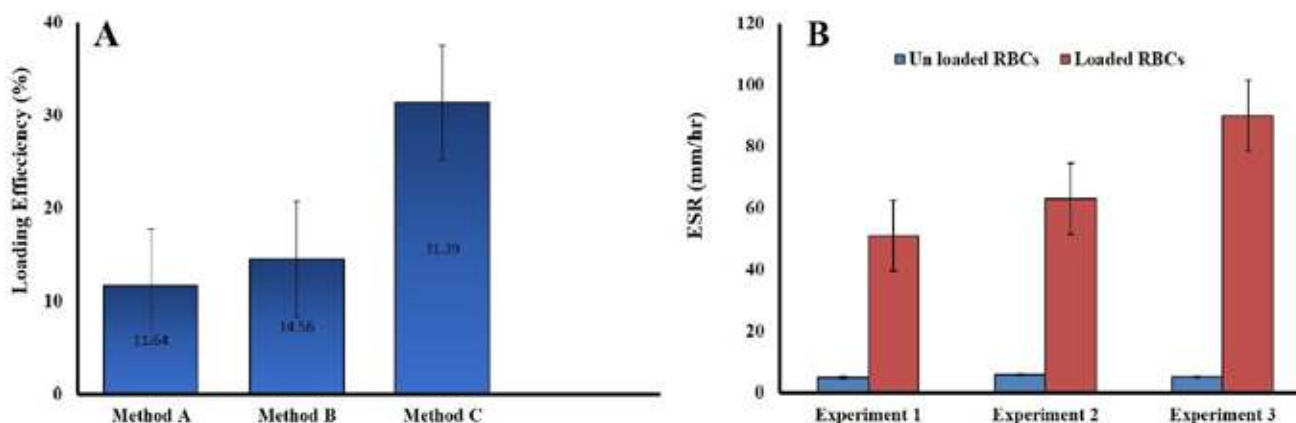 A
Loading Effieciency (%)
40
30
20
10
0
11.64
14.56
31.39
Method A
Method B
Method C
B
Un loaded RBCs
Loaded RBCs
ESR (mm/hr)
120
100
80
60
40
20
0
Experiment 1
Experiment 2
Experiment 3